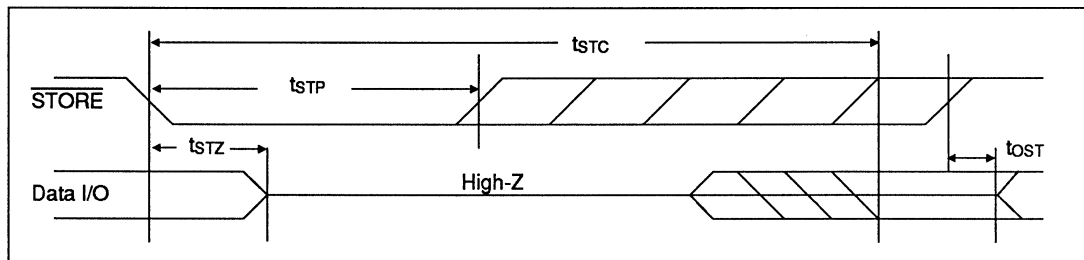 tSTC
tSTP
STORE
tSTZ
tOST
Data I/O
High-Z